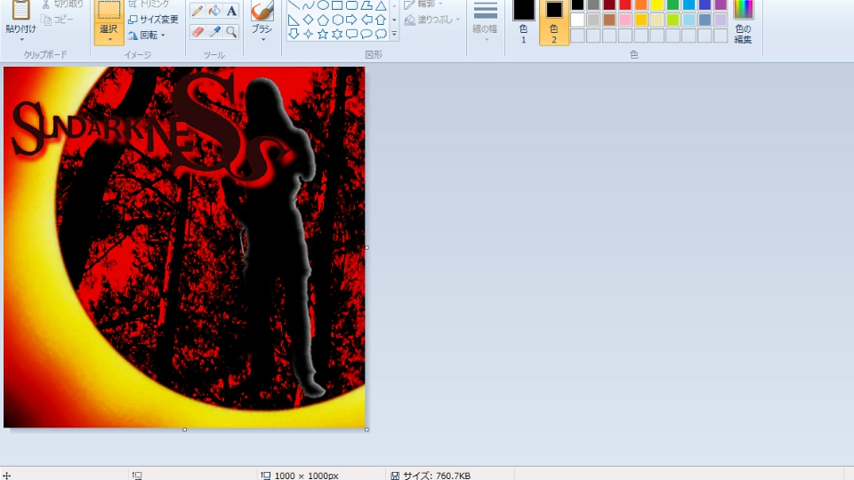 切り取り
トリミング
コピー
サイズ変更
貼り付け
選択
回転
ブラシ
輪郭
塗りつぶし
線の幅
色
1
色
2
色の
編集
クリップボード
イメージ
ツール
図形
色
SUNDARKNESS
1000 × 1000px
サイズ: 760.7KB